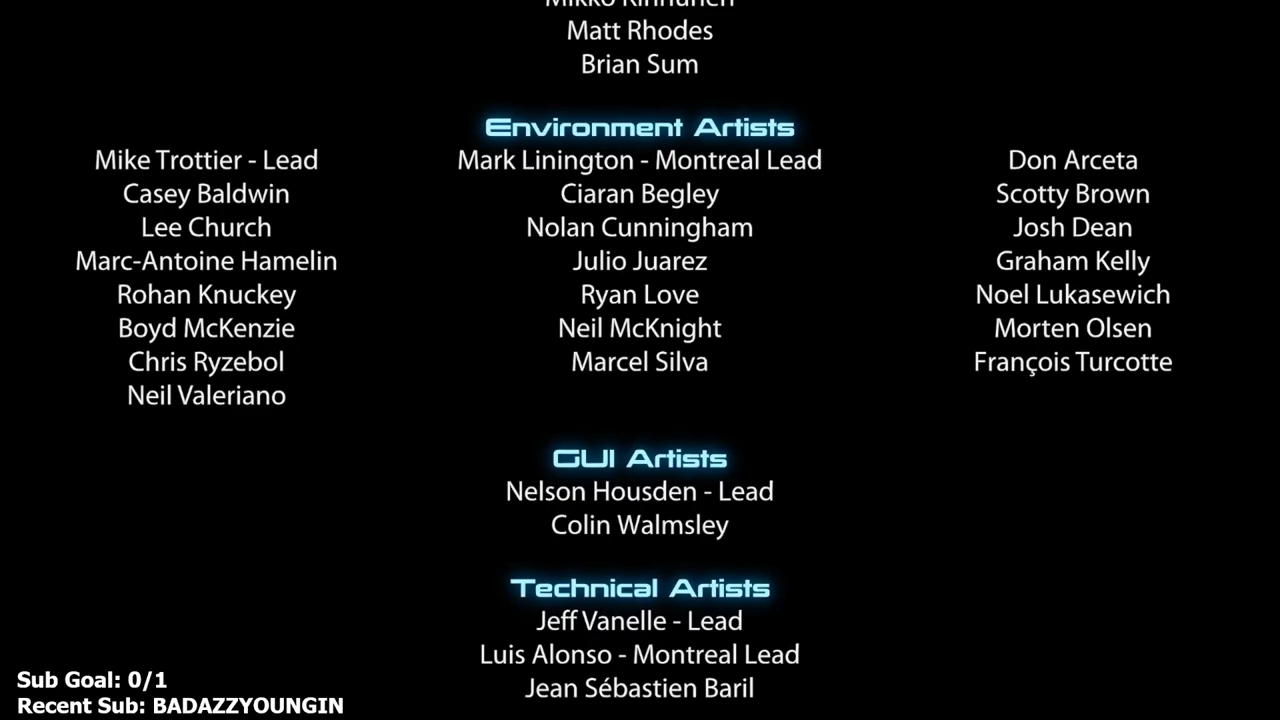 Mikko Kinnunen
Matt Rhodes
Brian Sum
Environment Artists
Mike Trottier - Lead
Casey Baldwin
Lee Church
Marc-Antoine Hamelin
Rohan Knuckey
Boyd McKenzie
Chris Ryzebol
Neil Valeriano
Mark Linington - Montreal Lead
Ciaran Begley
Nolan Cunningham
Julio Juarez
Ryan Love
Neil McKnight
Marcel Silva
Don Arceta
Scotty Brown
Josh Dean
Graham Kelly
Noel Lukasewich
Morten Olsen
François Turcotte
GUI Artists
Nelson Housden - Lead
Colin Walmsley
Technical Artists
Jeff Vanelle - Lead
Luis Alonso - Montreal Lead
Jean Sébastien Baril
Sub Goal: 0/1
Recent Sub: BADAZZYOUNGIN